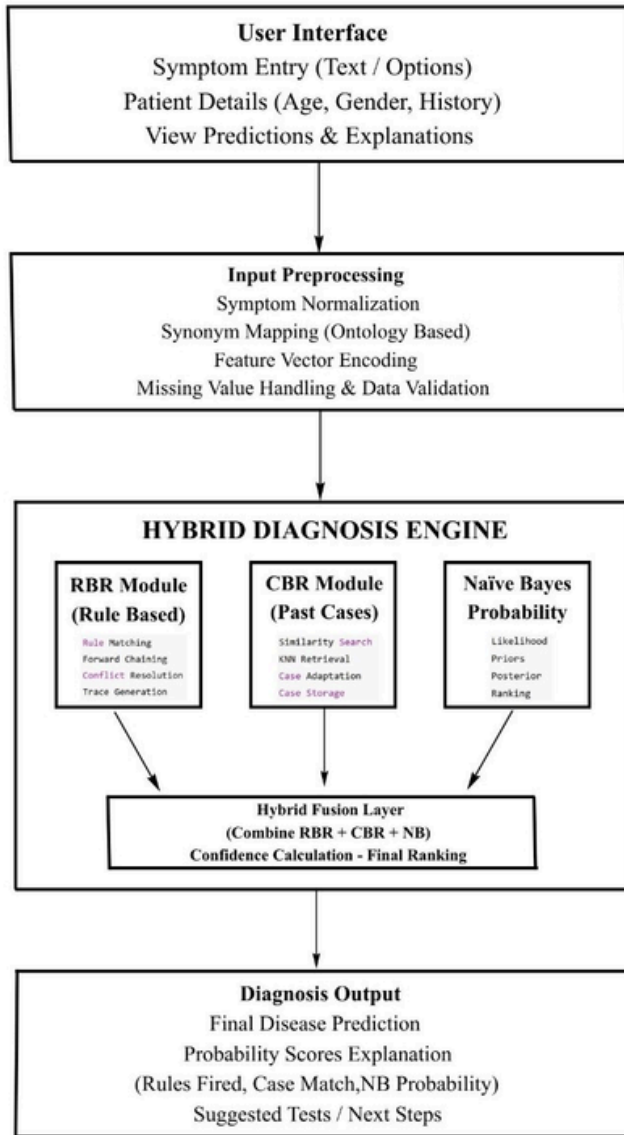 User Interface
Symptom Entry (Text / Options)
Patient Details (Age, Gender, History)
View Predictions & Explanations
Input Preprocessing
Symptom Normalization
Synonym Mapping (Ontology Based)
Feature Vector Encoding
Missing Value Handling & Data Validation
HYBRID DIAGNOSIS ENGINE
RBR Module
(Rule Based)
Rule Matching
Forward Chaining
Conflict Resolution
Trace Generation
CBR Module
(Past Cases)
Similarity Search
KNN Retrieval
Case Adaptation
Case Storage
Naïve Bayes
Probability
Likelihood
Priors
Posterior
Ranking
Hybrid Fusion Layer
(Combine RBR + CBR + NB)
Confidence Calculation - Final Ranking
Diagnosis Output
Final Disease Prediction
Probability Scores Explanation
(Rules Fired, Case Match,NB Probability)
Suggested Tests / Next Steps